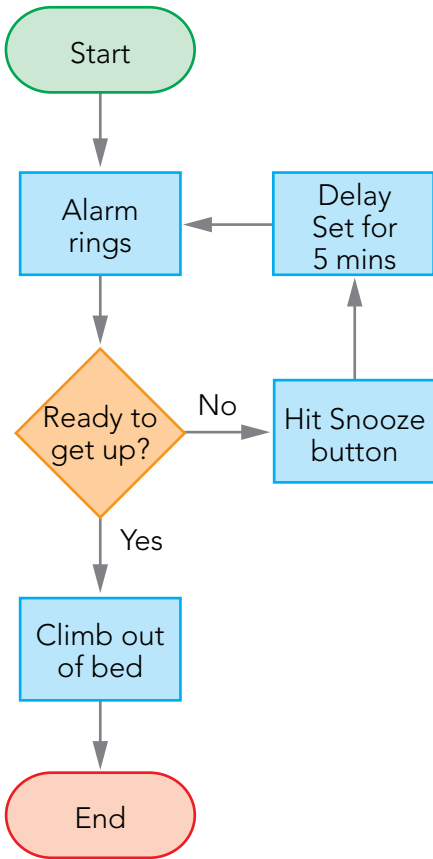 Start
Alarm
rings
Delay
Set for
5 mins
Ready to
get up?
No
Hit Snooze
button
Yes
Climb out
of bed
End